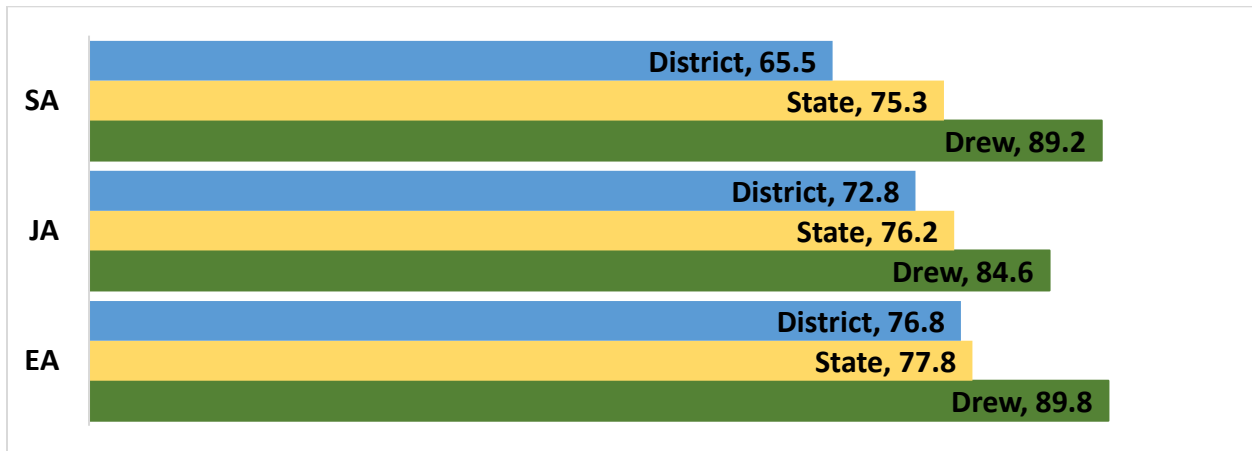 District, 65.5
SA
State, 75.3
Drew, 89.2
District, 72.8
JA
State, 76.2
Drew, 84.6
District, 76.8
EA
State, 77.8
Drew, 89.8